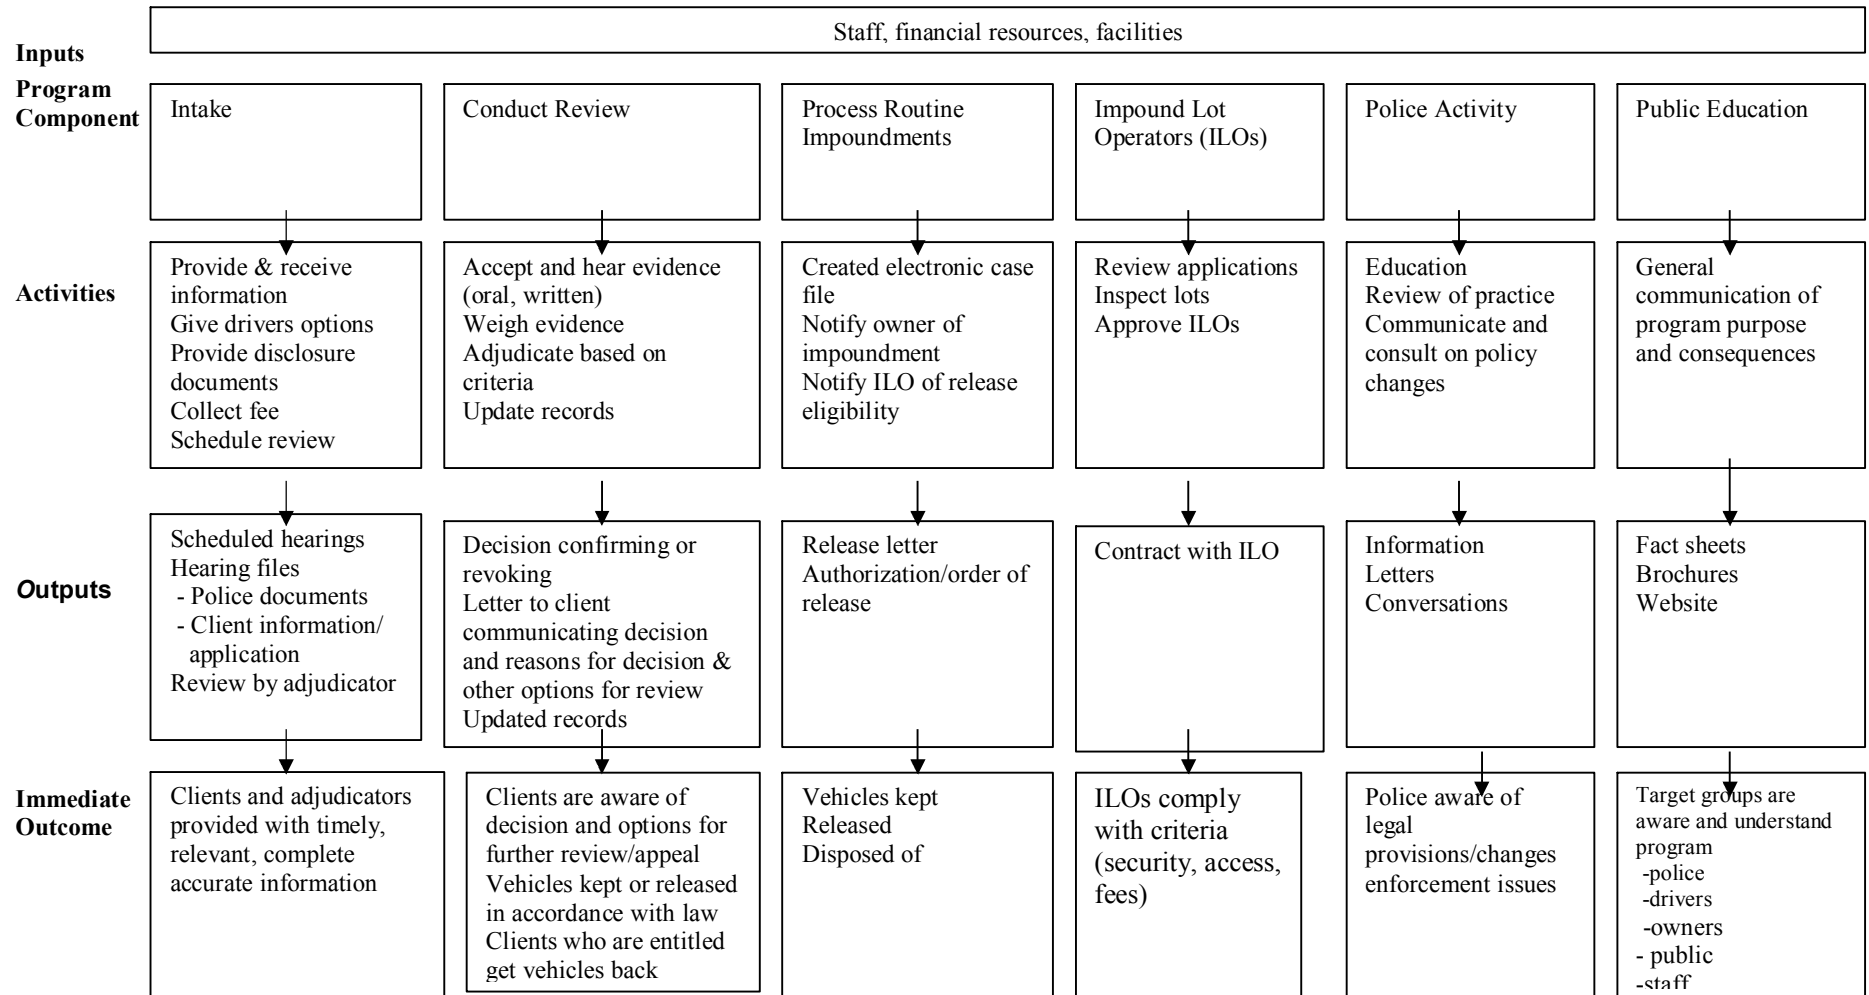 Staff, financial resources, facilities
Inputs
Program
Component
Intake
Conduct Review
Process Routine
Impoundments
Impound Lot
Operators (ILOs)
Police Activity
Public Education
Activities
Provide & receive
information
Give drivers options
Provide disclosure
documents
Collect fee
Schedule review
Accept and hear evidence
(oral, written)
Weigh evidence
Adjudicate based on
criteria
Update records
Created electronic case
file
Notify owner of
impoundment
Notify ILO of release
eligibility
Review applications
Inspect lots
Approve ILOs
Education
Review of practice
Communicate and
consult on policy
changes
General
communication of
program purpose
and consequences
Outputs
Scheduled hearings
Hearing files
- Police documents
- Client information/
application
Review by adjudicator
Decision confirming or
revoking
Letter to client
communicating decision
and reasons for decision &
other options for review
Updated records
Release letter
Authorization/order of
release
Contract with ILO
Information
Letters
Conversations
Fact sheets
Brochures
Website
Immediate
Outcome
Clients and adjudicators
provided with timely,
relevant, complete
accurate information
Clients are aware of
decision and options for
further review/appeal
Vehicles kept or released
in accordance with law
Clients who are entitled
get vehicles back
Vehicles kept
Released
Disposed of
ILOs comply
with criteria
(security, access,
fees)
Police aware of
legal
provisions/changes
enforcement issues
Target groups are
aware and understand
program
-police
-drivers
-owners
- public
-staff